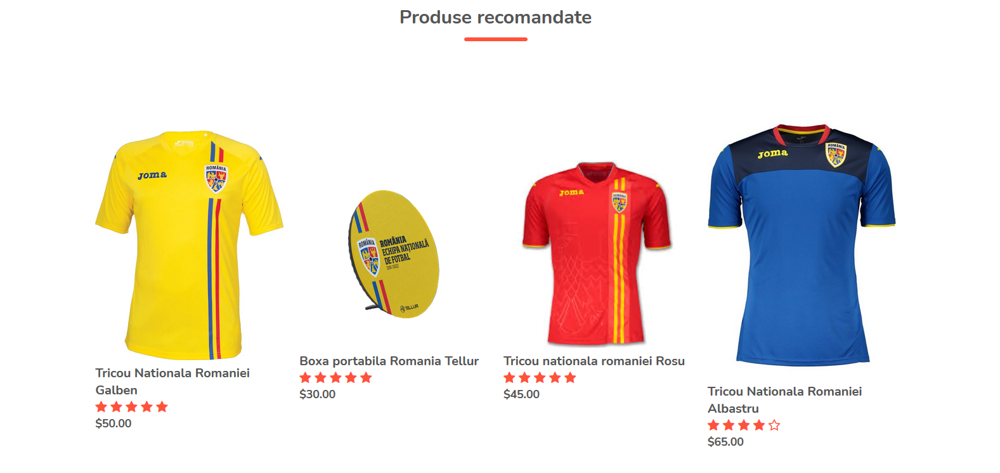 Produse recomandate
Joma
ROMÂNIA
Tricou Nationala Romaniei
Galben
$50.00
ROMÂNIA
ROMÂNIA
ECHIPA NAȚIONALĂ
DE FOTBAL
DIN 1922
TELLUR
Boxa portabila Romania Tellur
$30.00
Joma
ROMÂNIA
Tricou nationala romaniei Rosu
$45.00
Joma
ROMÂNIA
Tricou Nationala Romaniei
Albastru
$65.00